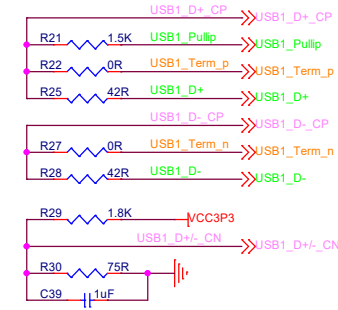 USB1_D+_CP USB1_D+_CP
R21 1.5K USB1_Pullip USB1_Pullip
R22 0R USB1_Term_p USB1_Term_p
R25 42R USB1_D+ USB1_D+
USB1_D-_CP USB1_D-_CP
R27 0R USB1_Term_n USB1_Term_n
R28 42R USB1_D- USB1_D-
R29 1.8K VCC3P3
USB1_D+/-_CN USB1_D+/-_CN
R30 75R
C39 1uF